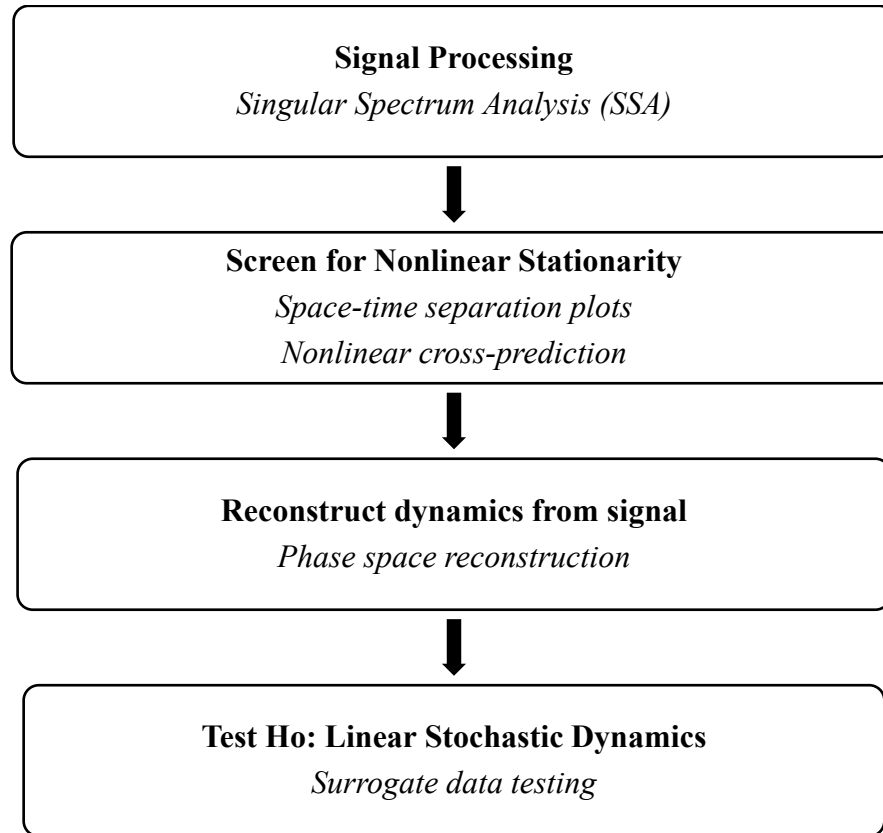 Signal Processing
Singular Spectrum Analysis (SSA)
Screen for Nonlinear Stationarity
Space-time separation plots
Nonlinear cross-prediction
Reconstruct dynamics from signal
Phase space reconstruction
Test Ho: Linear Stochastic Dynamics
Surrogate data testing